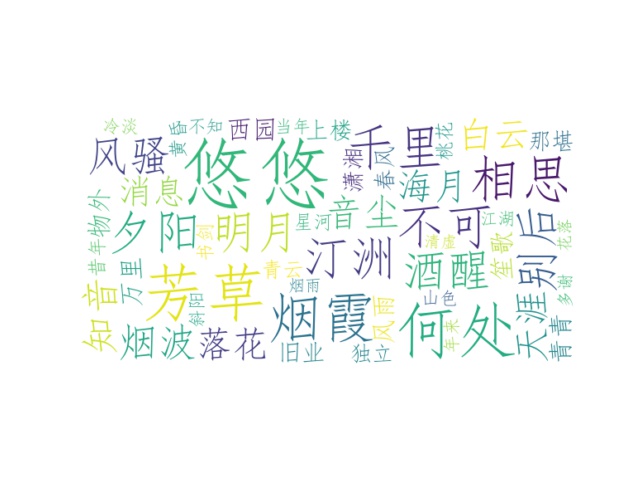 冷淡
黄昏
不知
西园
当年
上楼
千里
桃花
白云
那堪
风骚
悠悠
潇湘
春风
海月
相思
消息
物外
昔年
万里
夕阳
书剑
明月
星河
音尘
不可
清虚
江涵
笙歌
别后
花落
汀洲
酒醒
青云
知音
芳草
斜阳
烟雨
烟霞
风雨
山色
何处
年来
天涯
多谢
青青
烟波
落花
旧业
独立